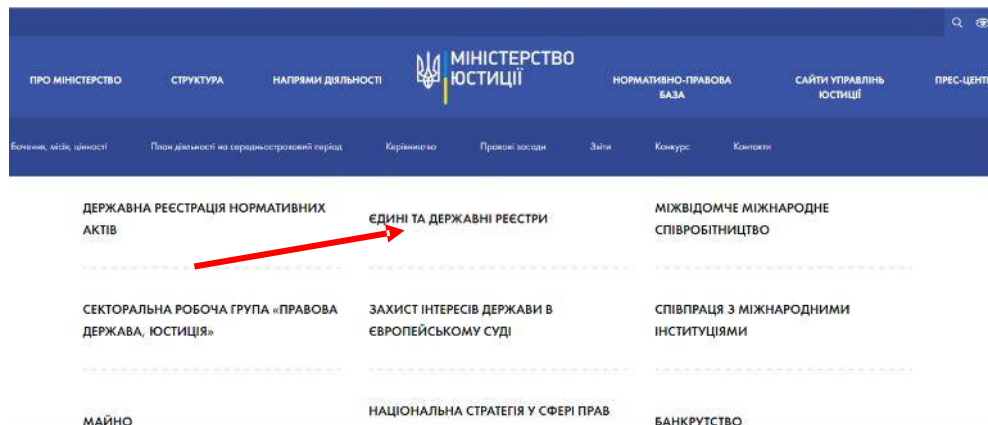 МІНІСТЕРСТВО
ЮСТИЦІЇ
ПРО МІНІСТЕРСТВО
СТРУКТУРА
НАПРЯМИ ДІЯЛЬНОСТІ
НОРМАТИВНО-ПРАВОВА
БАЗА
САЙТИ УПРАВЛІНЬ
ЮСТИЦІЇ
ПРЕС-ЦЕНТ
Бачення, місія, цінності
План діяльності на середньостроковий період
Керівництво
Правові засади
Звіти
Конкурс
Контакти
ДЕРЖАВНА РЕЄСТРАЦІЯ НОРМАТИВНИХ
АКТІВ
ЄДИНІ ТА ДЕРЖАВНІ РЕЄСТРИ
МІЖВІДОМЧЕ МІЖНАРОДНЕ
СПІВРОБІТНИЦТВО
СЕКТОРАЛЬНА РОБОЧА ГРУПА «ПРАВОВА
ДЕРЖАВА, ЮСТИЦІЯ»
ЗАХИСТ ІНТЕРЕСІВ ДЕРЖАВИ В
ЄВРОПЕЙСЬКОМУ СУДІ
СПІВПРАЦЯ З МІЖНАРОДНИМИ
ІНСТИТУЦІЯМИ
МАЙНО
НАЦІОНАЛЬНА СТРАТЕГІЯ У СФЕРІ ПРАВ
БАНКРУТСТВО